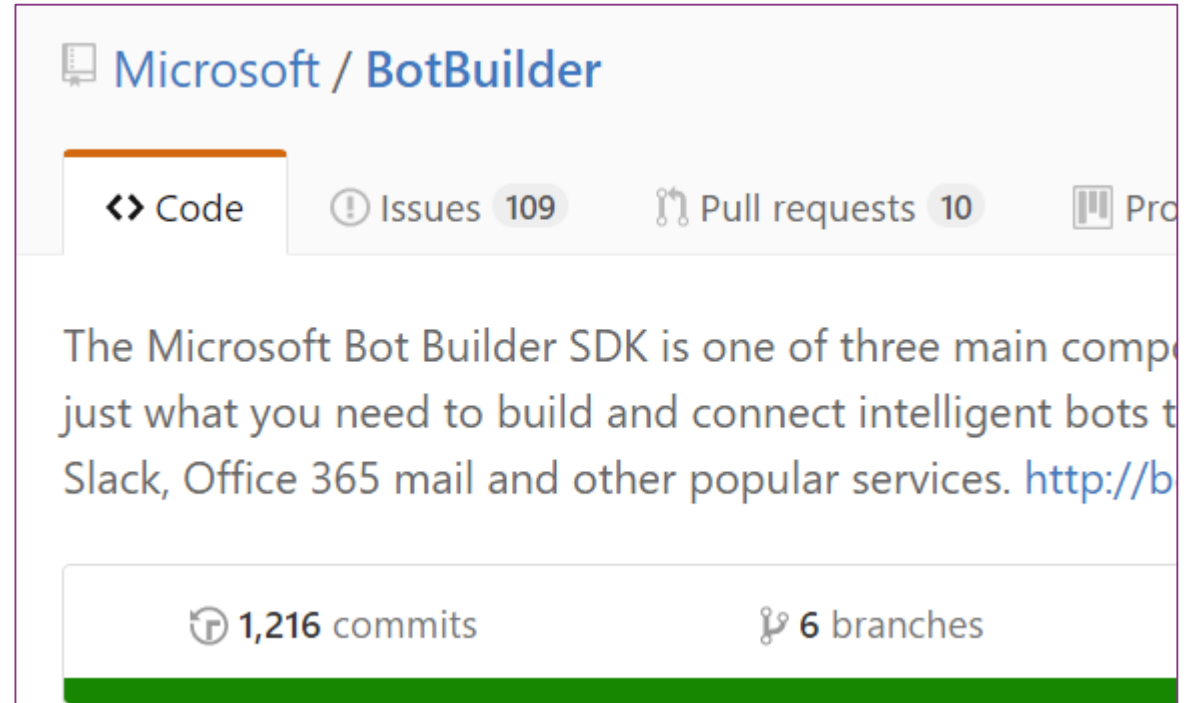 Microsoft / BotBuilder
<> Code Issues 109 Pull requests 10
The Microsoft Bot Builder SDK is one of three main
just what you need to build and connect intelligent bots
Slack, Office 365 mail and other popular services. http://b
1,216 commits 6 branches